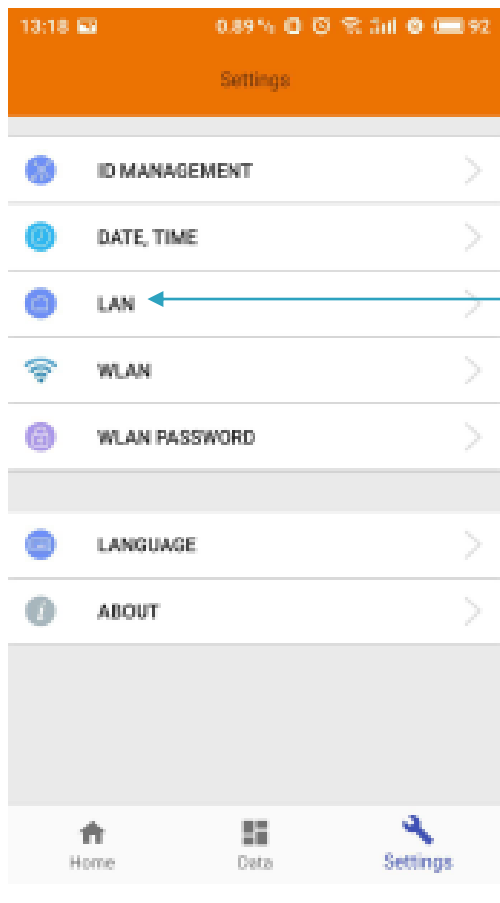 13:18
92
Settings
ID MANAGEMENT
DATE, TIME
LAN
WLAN
WLAN PASSWORD
LANGUAGE
ABOUT
Home Data Settings